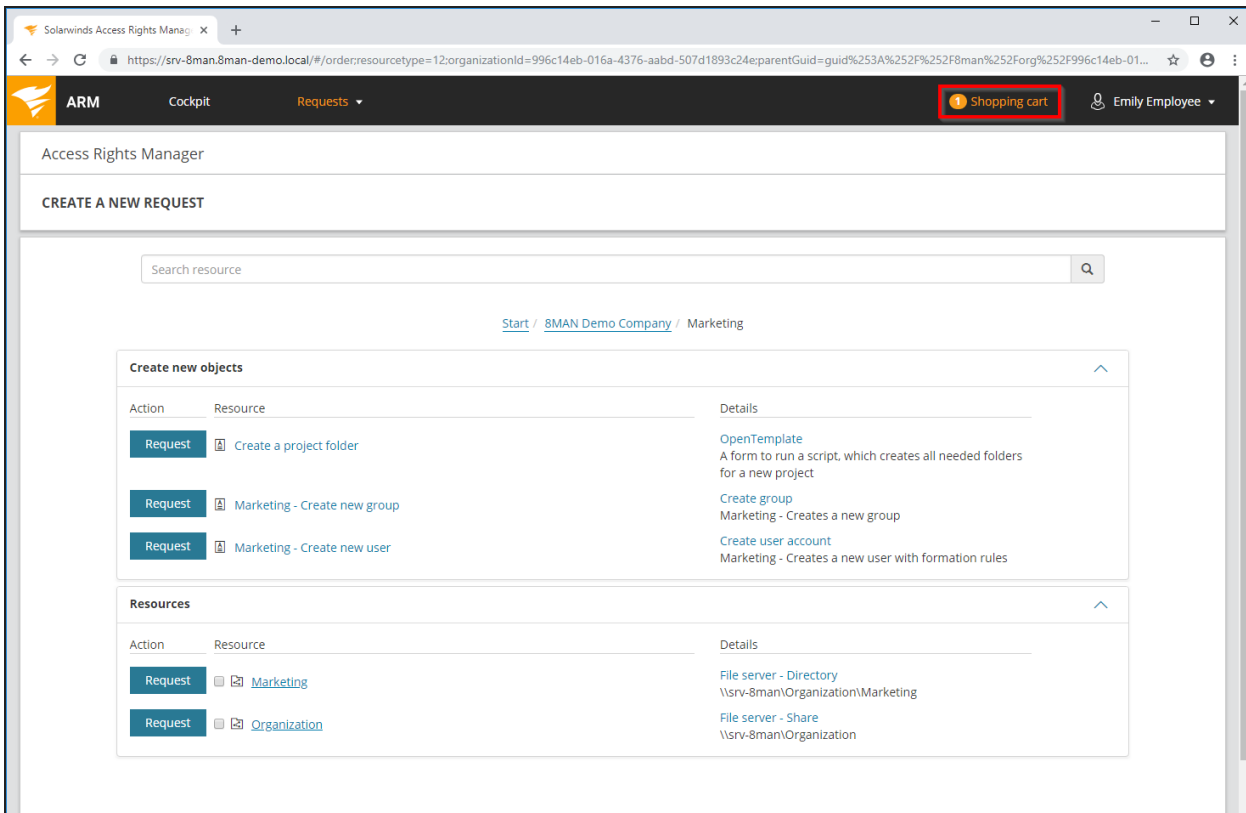 Solarwinds Access Rights Manag
https://srv-8man.8man-demo.local/#/order;resourcetype=12;organizationId=996c14eb-016a-4376-aabd-507d1893c24e;parentGuid=guid%253A%252F%252F8man%252Forg%252F996c14eb-01...
ARM Cockpit Requests 1 Shopping cart Emily Employee
Access Rights Manager
CREATE A NEW REQUEST
Search resource
Start / 8MAN Demo Company / Marketing
Create new objects
Action Resource Details
Request Create a project folder OpenTemplate
A form to run a script, which creates all needed folders
for a new project
Request Marketing - Create new group Create group
Marketing - Creates a new group
Request Marketing - Create new user Create user account
Marketing - Creates a new user with formation rules
Resources
Action Resource Details
Request Marketing File server - Directory
\\srv-8man\Organization\Marketing
Request Organization File server - Share
\\srv-8man\Organization